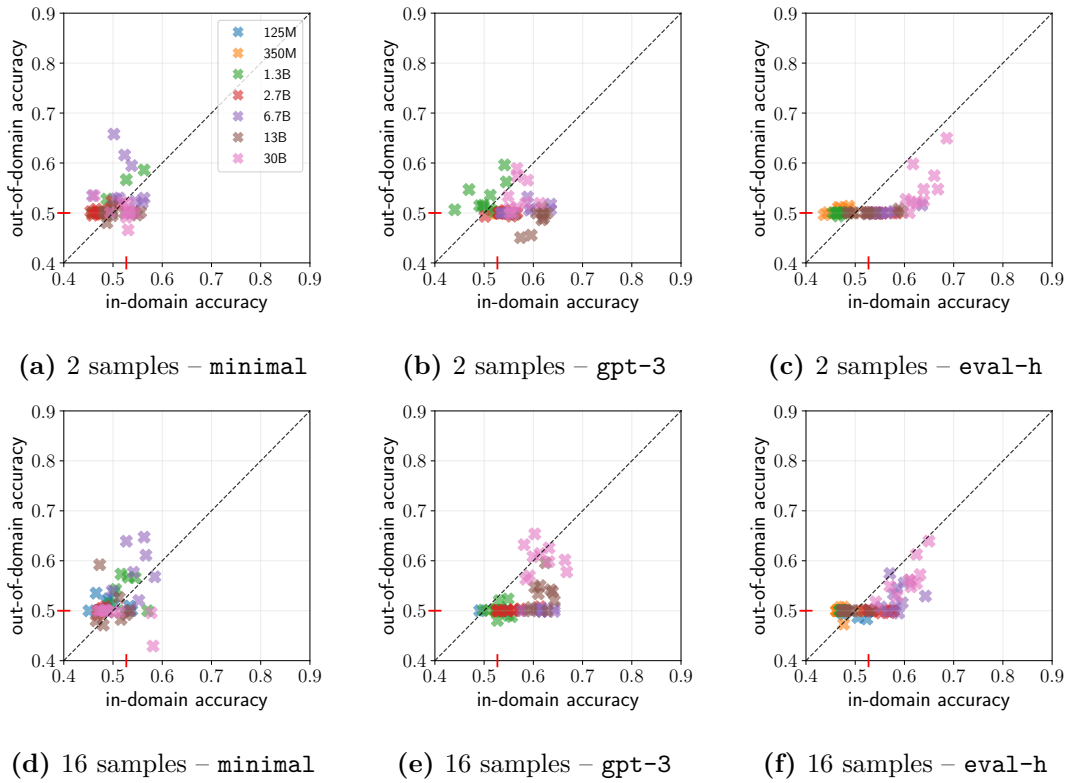 0.9
0.8
0.7
0.6
0.5
0.4
out-of-domain accuracy
125M
350M
1.3B
2.7B
6.7B
13B
30B
0.4 0.5 0.6 0.7 0.8 0.9
in-domain accuracy
(a) 2 samples – minimal
0.9
0.8
0.7
0.6
0.5
0.4
out-of-domain accuracy
0.4 0.5 0.6 0.7 0.8 0.9
in-domain accuracy
(b) 2 samples – gpt-3
0.9
0.8
0.7
0.6
0.5
0.4
out-of-domain accuracy
0.4 0.5 0.6 0.7 0.8 0.9
in-domain accuracy
(c) 2 samples – eval-h
0.9
0.8
0.7
0.6
0.5
0.4
out-of-domain accuracy
0.4 0.5 0.6 0.7 0.8 0.9
in-domain accuracy
(d) 16 samples – minimal
0.9
0.8
0.7
0.6
0.5
0.4
out-of-domain accuracy
0.4 0.5 0.6 0.7 0.8 0.9
in-domain accuracy
(e) 16 samples – gpt-3
0.9
0.8
0.7
0.6
0.5
0.4
out-of-domain accuracy
0.4 0.5 0.6 0.7 0.8 0.9
in-domain accuracy
(f) 16 samples – eval-h